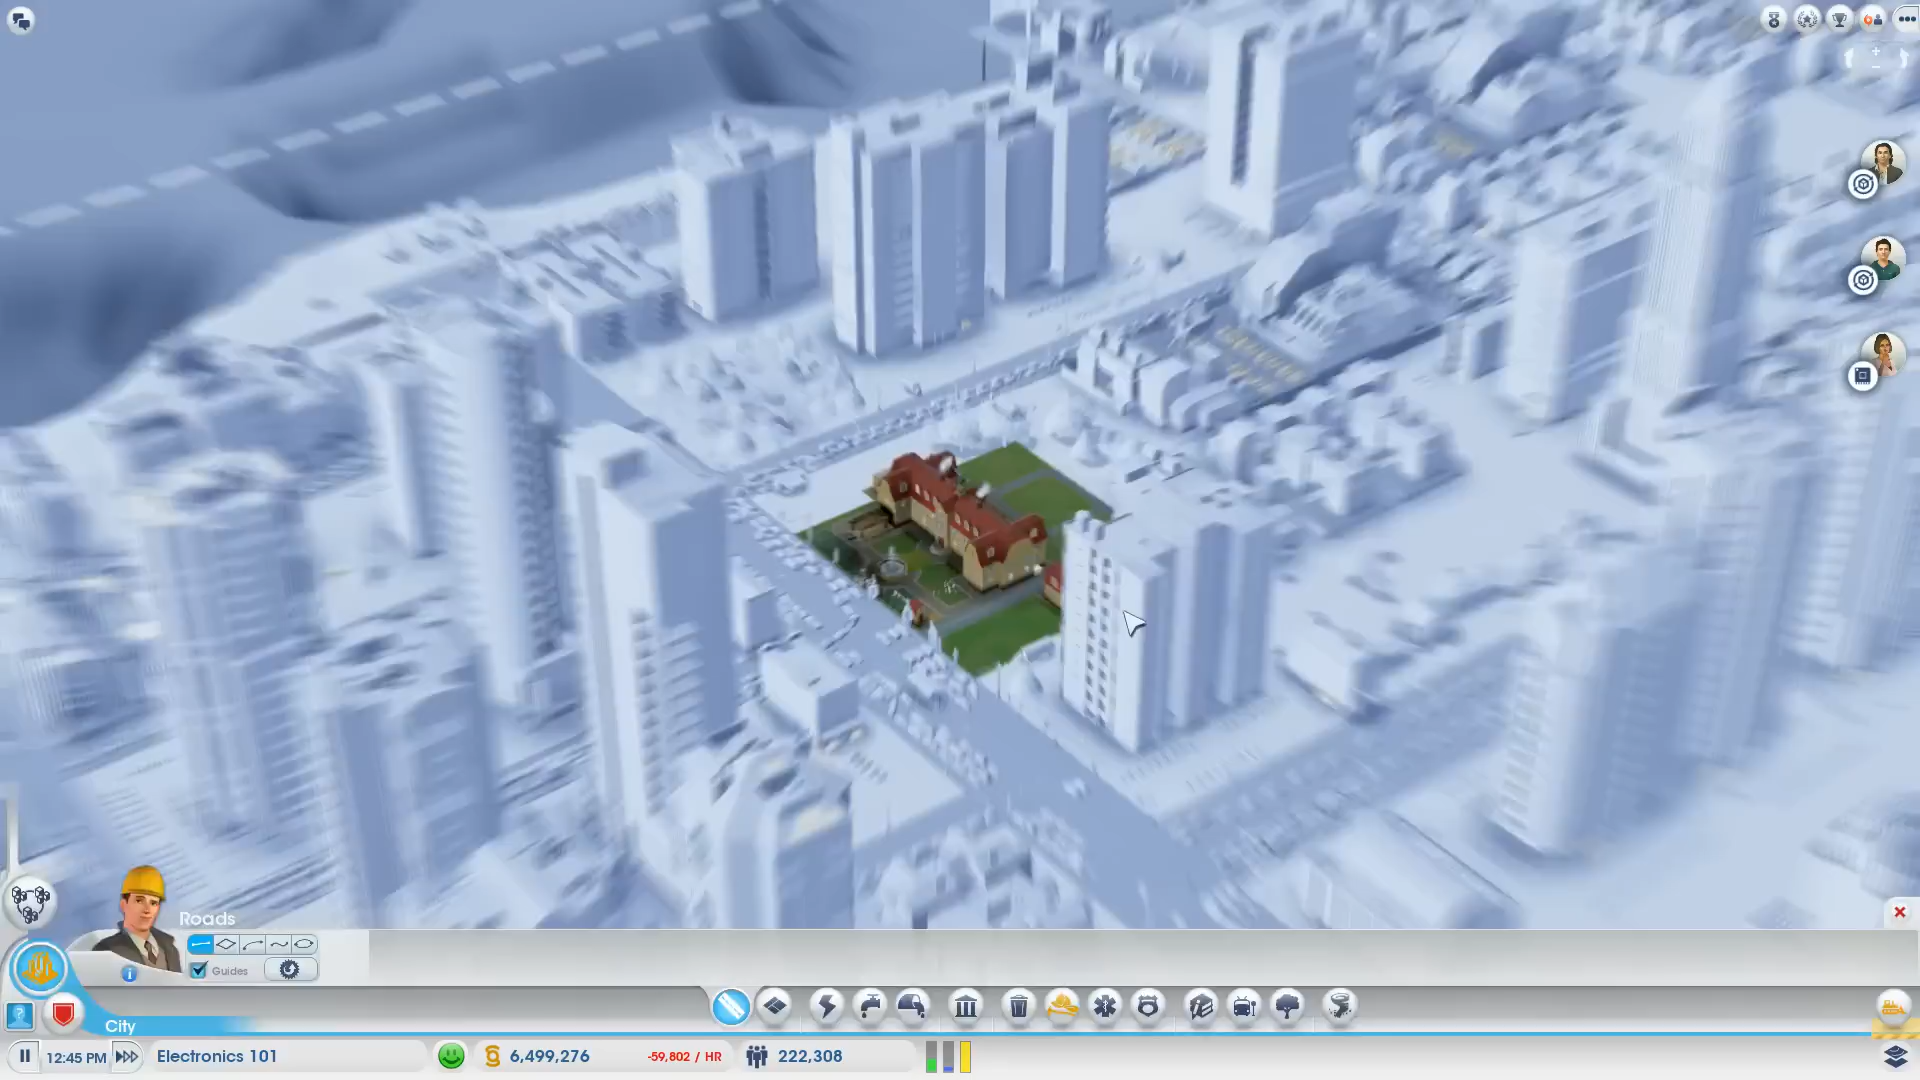 Roads
Guides
City
12:45 PM
Electronics 101
6,499,276
-59,802 / HR
222,308